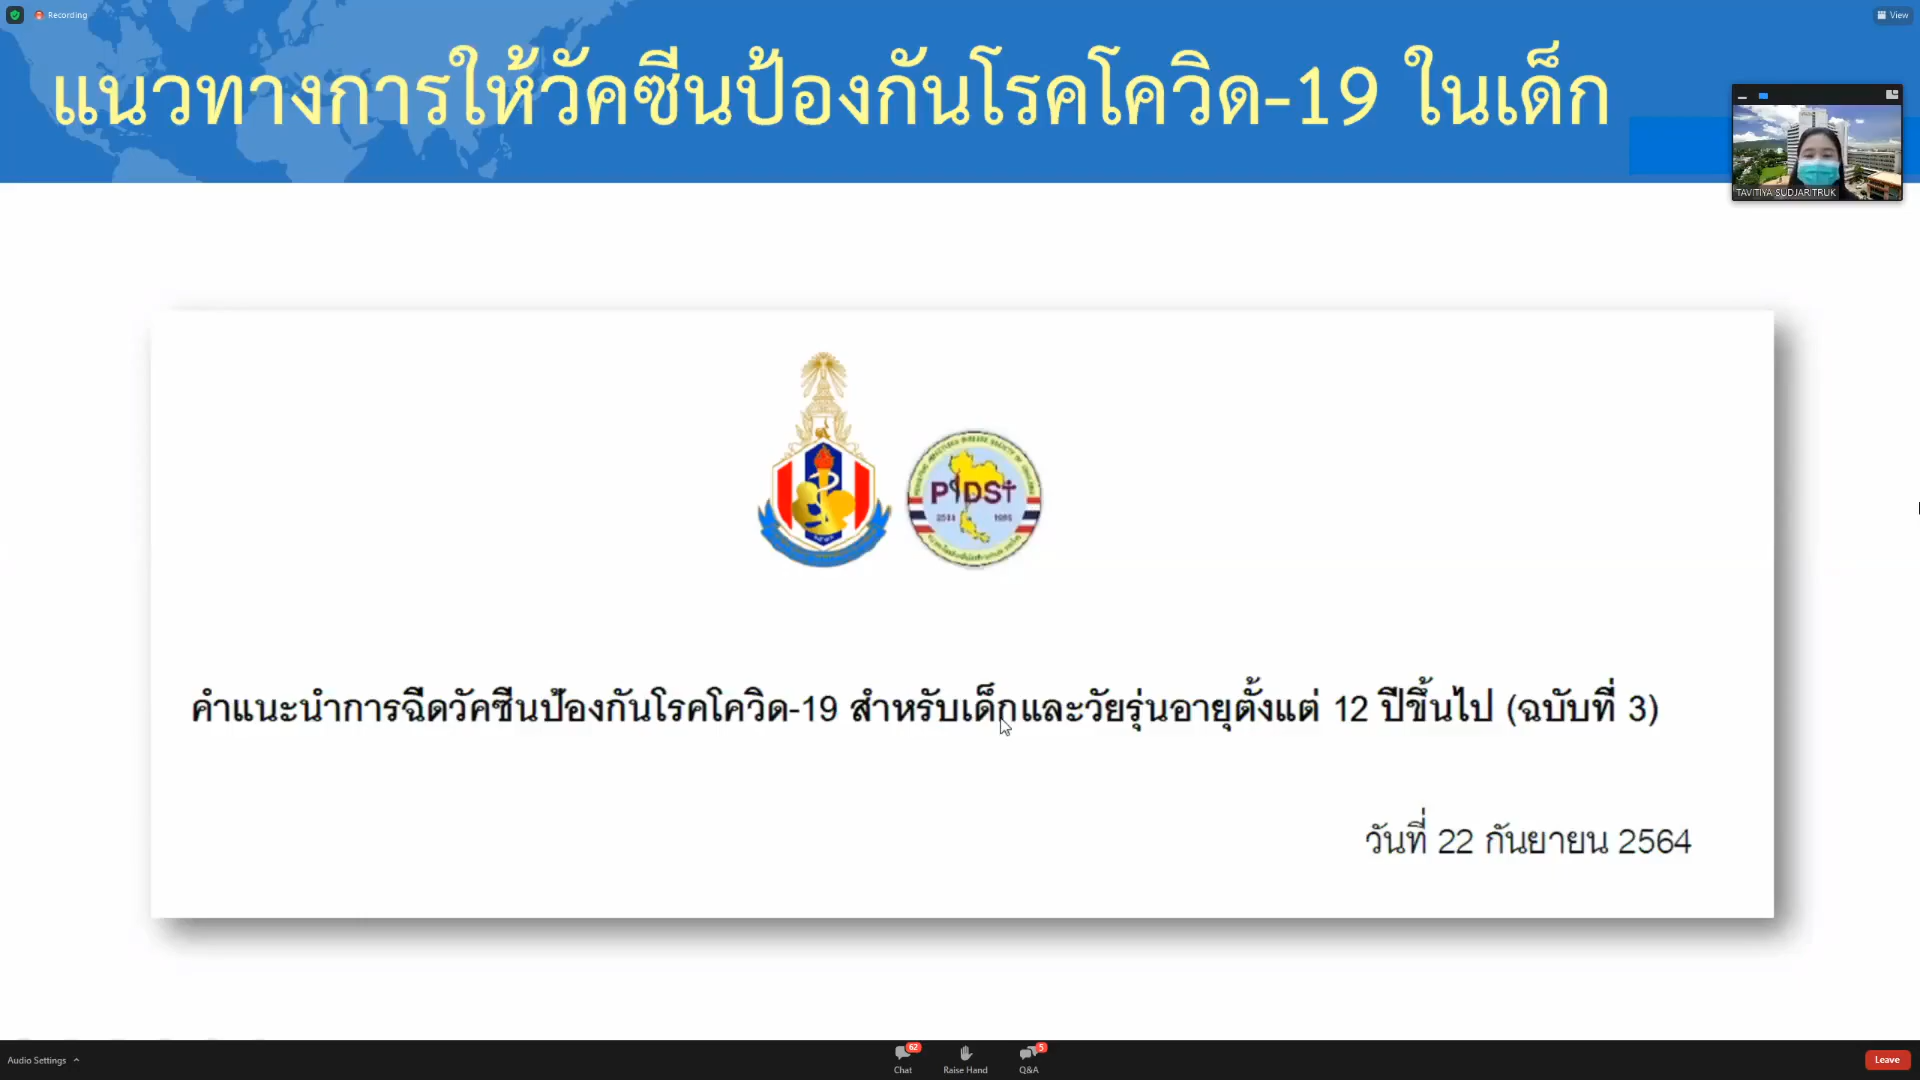 Recording
View
แนวทางการให้วัคซีนป้องกันโรคโควิด-19 ในเด็ก
TAVITIYA SUDJARITRUK
PIDST
คำแนะนำการฉีดวัคซีนป้องกันโรคโควิด-19 สำหรับเด็กและวัยรุ่นอายุตั้งแต่ 12 ปีขึ้นไป (ฉบับที่ 3)
วันที่ 22 กันยายน 2564
Audio Settings
62
Chat
Raise Hand
5
Q&A
Leave